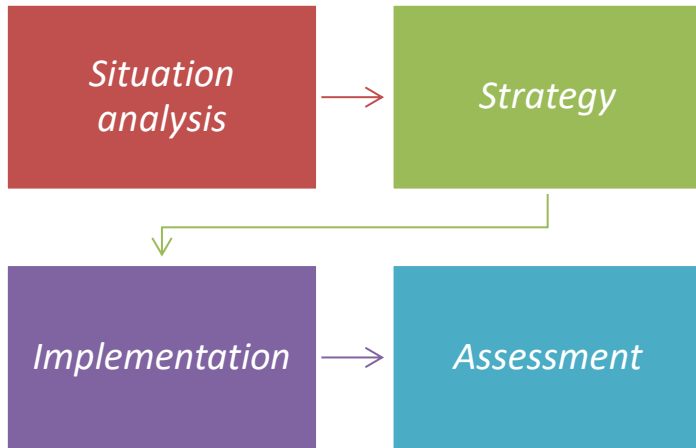 Situation
analysis
Strategy
Implementation
Assessment